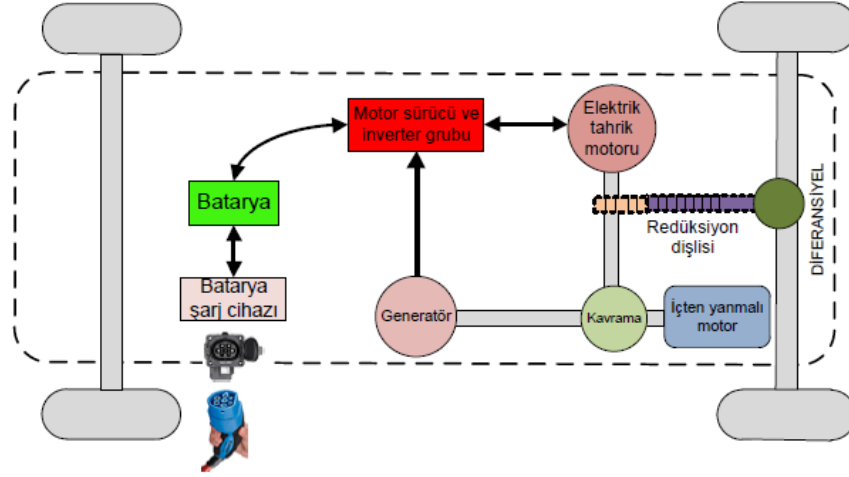 Motor sürücü ve
inverter grubu
Elektrik
tahrik
motoru
Batarya
Redüksiyon
dişlisi
DİFERANSİYEL
Batarya
şarj cihazı
Generatör
Kavrama
İçten yanmalı
motor